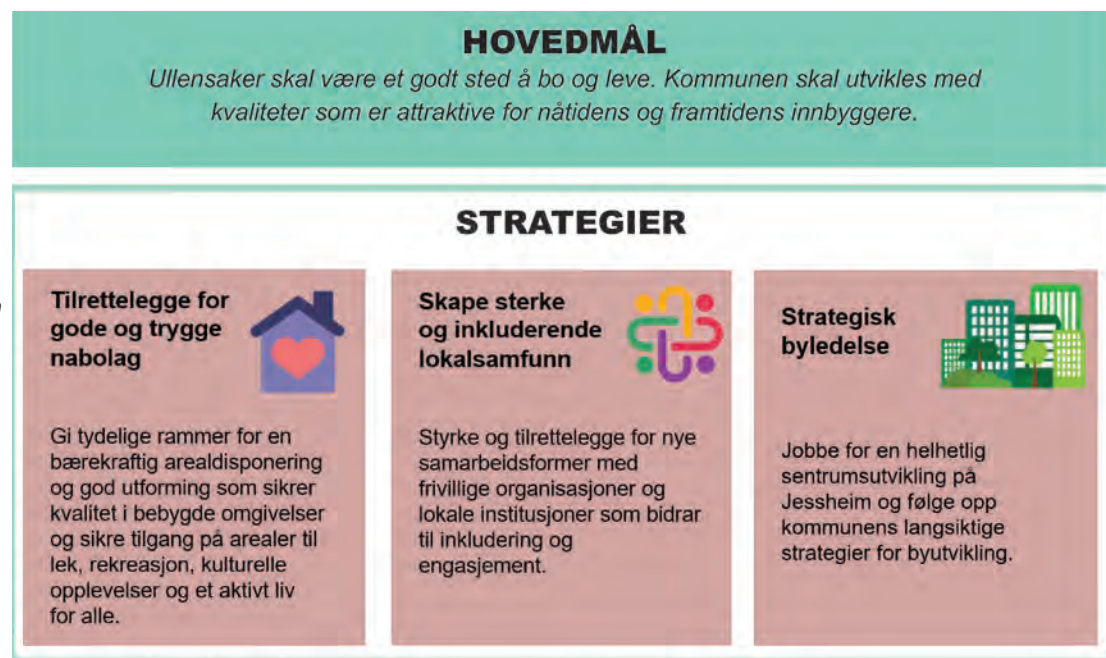 HOVEDMÅL
Ullensaker skal være et godt sted å bo og leve. Kommunen skal utvikles med
kvaliteter som er attraktive for nåtidens og framtidens innbyggere.
STRATEGIER
Tilrettelegge for
gode og trygge
nabolag
Gi tydelige rammer for en
bærekraftig arealdisponering
og god utforming som sikrer
kvalitet i bebygde omgivelser
og sikre tilgang på arealer til
lek, rekreasjon, kulturelle
opplevelser og et aktivt liv
for alle.
Skape sterke
og inkluderende
lokalsamfunn
Styrke og tilrettelegge for nye
samarbeidsformer med
frivillige organisasjoner og
lokale institusjoner som bidrar
til inkludering og
engasjement.
Strategisk
byledelse
Jobbe for en helhetlig
sentrumsutvikling på
Jessheim og følge opp
kommunens langsiktige
strategier for byutvikling.